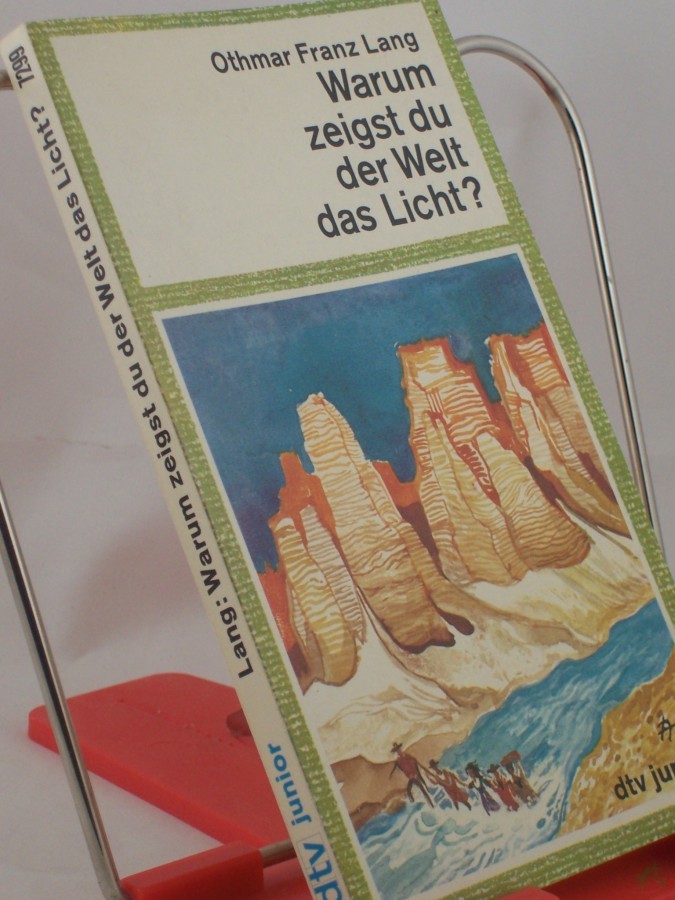 Othmar Franz Lang
Warum
zeigst du
der Welt
das Licht?
7299
Lang: Warum zeigst du der Welt das Licht?
dtv junior
dtv jun